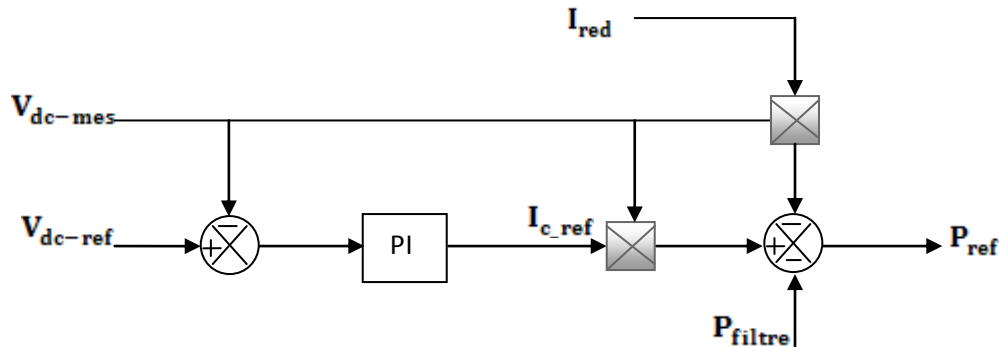 I_red
V_dc−mes
−
V_dc−ref
+
PI
I_c_ref
−
+
−
P_ref
P_filtre